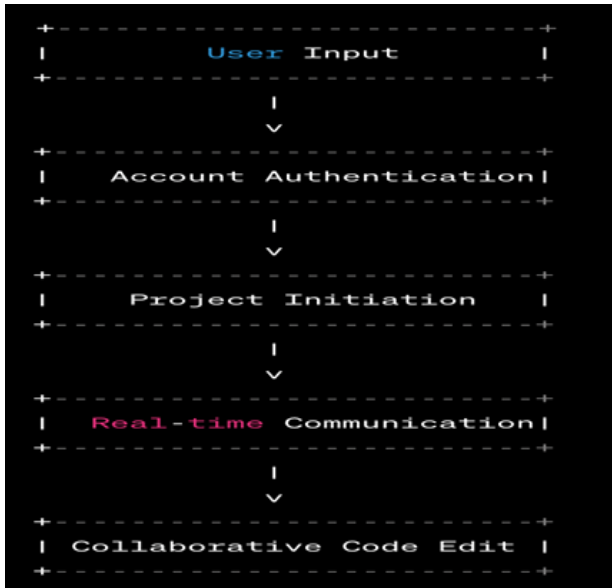 User Input
Account Authentication
Project Initiation
Real-time Communication
Collaborative Code Edit